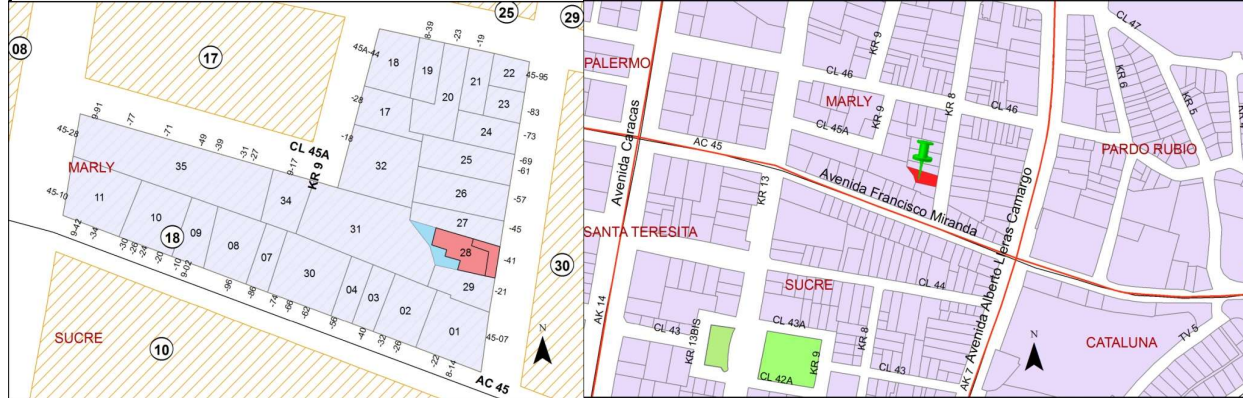 25
29
08
17
45A-44
8-39
-23
-19
18
19
20
21
22
45-95
23
-83
-28
17
24
-73
-18
9-91
-77
-71
-49
-39
-31
-27
9-17
CL 45A
KR 9
45-28
MARLY
35
32
25
-69
-61
26
-57
34
45-10
11
31
27
-45
10
18
09
28
-41
30
08
07
30
29
-21
9-42
-34
-30
-26
-24
-20
-10
9-02
-96
-86
-74
-66
-62
-56
-40
-32
-26
-22
8-14
04
03
02
01
45-07
SUCRE
10
N
AC 45
CL 47
KR 9
KR 6
KR 5
KR 4
PALERMO
CL 46
MARLY
KR 8
CL 46
Avenida Caracas
CL 45A
KR 9
AC 45
PARDO RUBIO
KR 13
Avenida Francisco Miranda
Avenida Alberto Lleras Camargo
SANTA TERESITA
SUCRE
CL 44
AK 14
CL 43
KR 13BIS
CL 43A
KR 9
KR 8
CL 43
CL 42A
AK 7
N
CATALUNA
TV 5